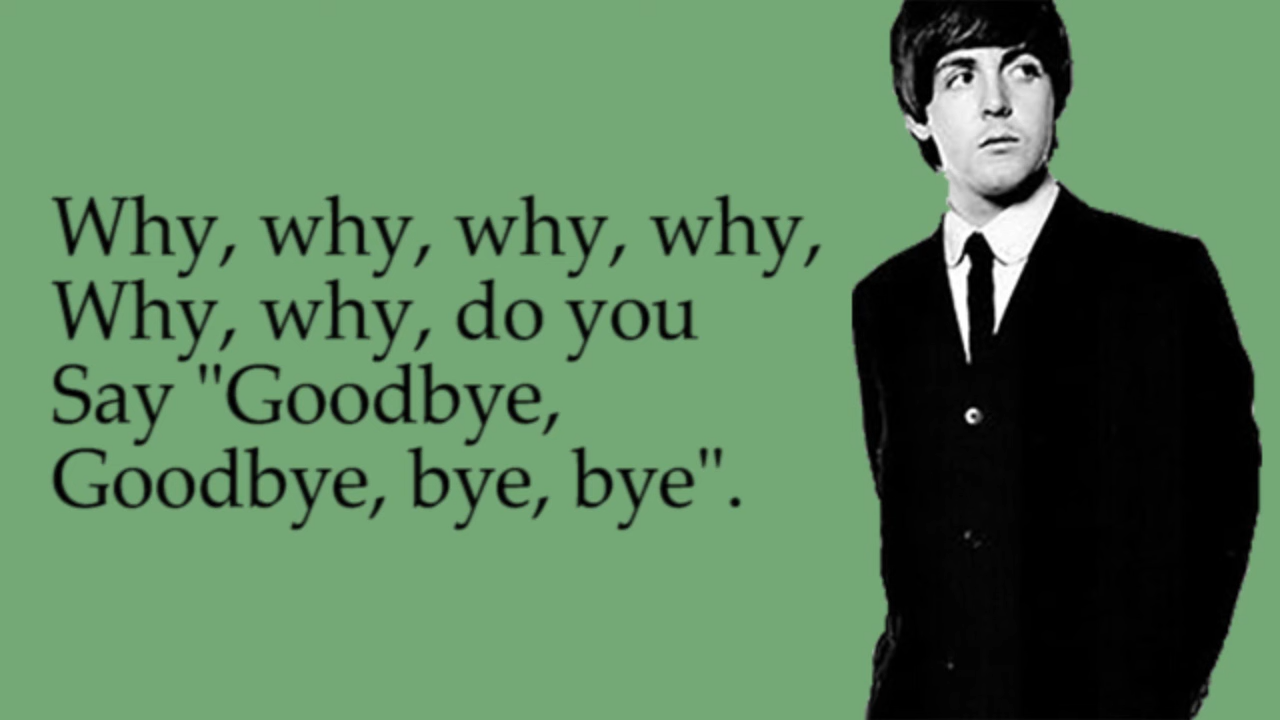 Why, why, why, why,
Why, why, do you
Say "Goodbye,
Goodbye, bye, bye".